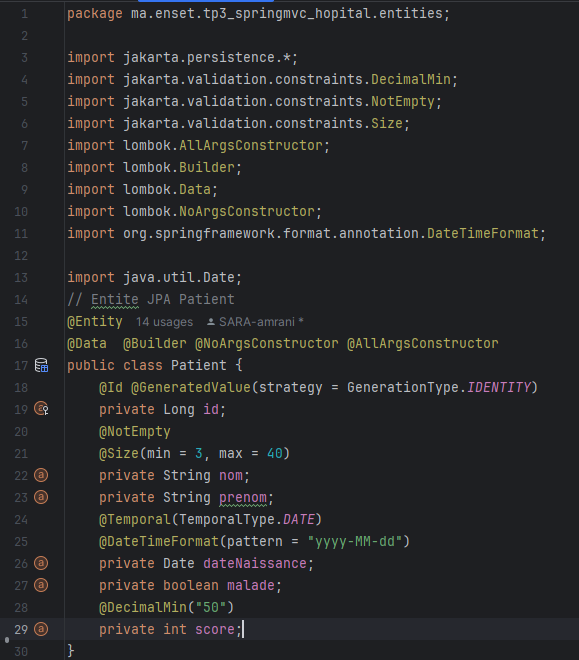 1 package ma.enset.tp3_springmvc_hopital.entities;
2
3 import jakarta.persistence.*;
4 import jakarta.validation.constraints.DecimalMin;
5 import jakarta.validation.constraints.NotEmpty;
6 import jakarta.validation.constraints.Size;
7 import lombok.AllArgsConstructor;
8 import lombok.Builder;
9 import lombok.Data;
10 import lombok.NoArgsConstructor;
11 import org.springframework.format.annotation.DateTimeFormat;
12
13 import java.util.Date;
14 // Entite JPA Patient
15 @Entity 14 usages SARA-amrani *
16 @Data @Builder @NoArgsConstructor @AllArgsConstructor
17 public class Patient {
18 @Id @GeneratedValue(strategy = GenerationType.IDENTITY)
19 private Long id;
20 @NotEmpty
21 @Size(min = 3, max = 40)
22 private String nom;
23 private String prenom;
24 @Temporal(TemporalType.DATE)
25 @DateTimeFormat(pattern = "yyyy-MM-dd")
26 private Date dateNaissance;
27 private boolean malade;
28 @DecimalMin("50")
29 private int score;
30 }